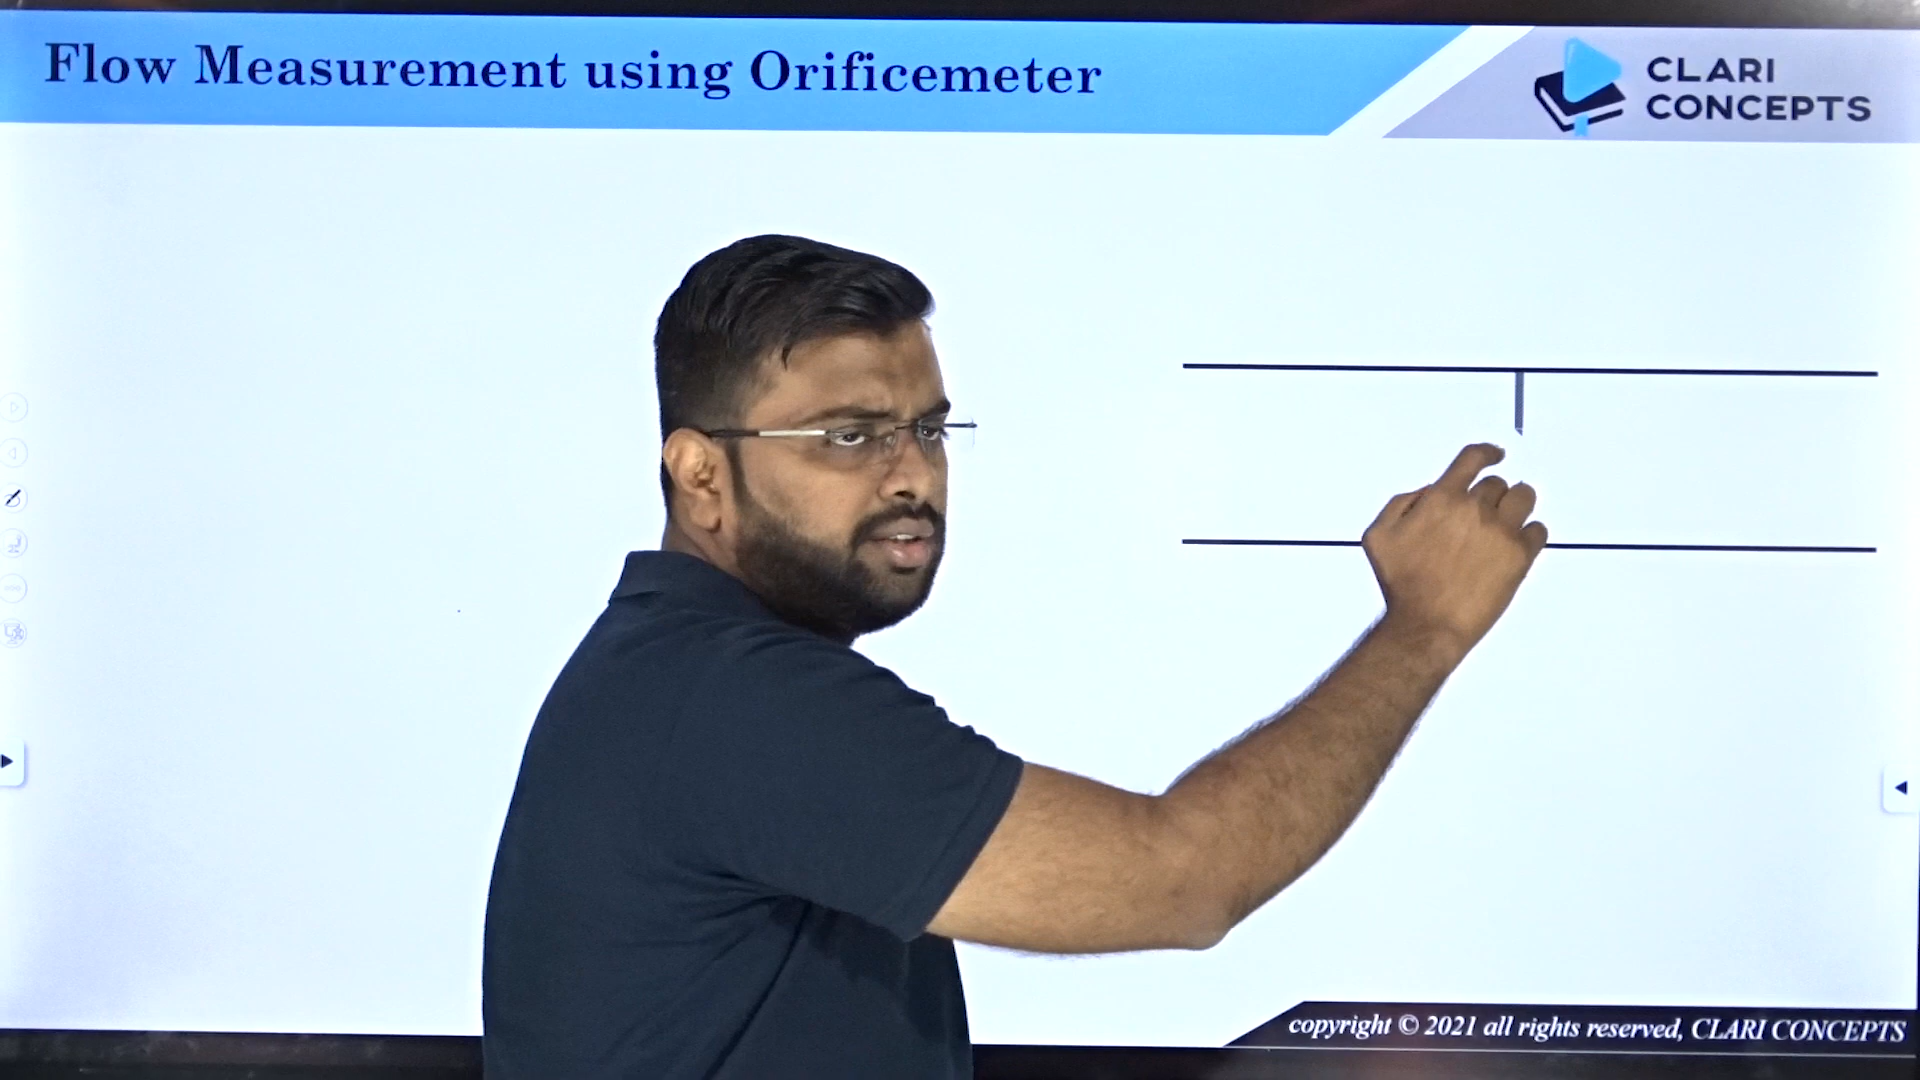 Flow Measurement using Orificemeter
CLARI
CONCEPTS
copyright © 2021 all rights reserved, CLARI CONCEPTS